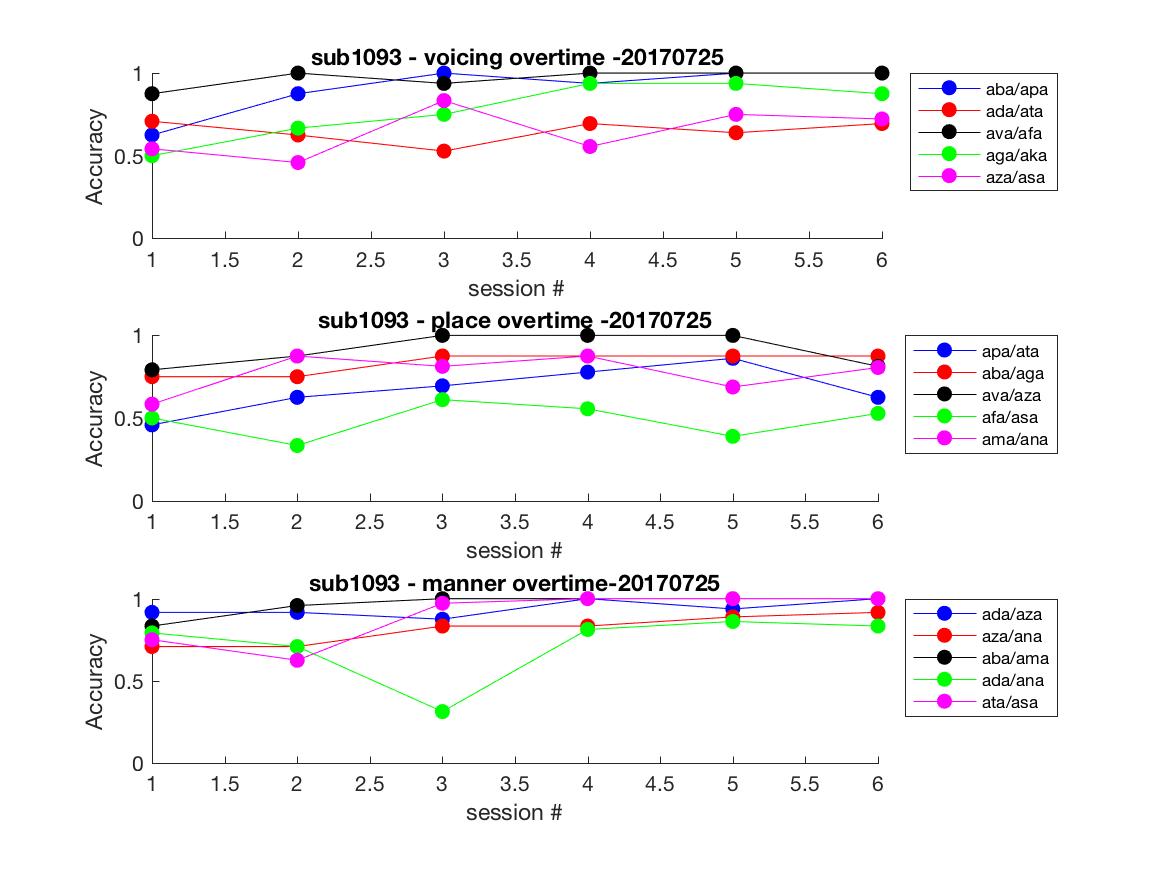 sub1093 - voicing overtime -20170725
1
0.5
0
Accuracy
1 1.5 2 2.5 3 3.5 4 4.5 5 5.5 6
session #
aba/apa
ada/ata
ava/afa
aga/aka
aza/asa
sub1093 - place overtime -20170725
1
0.5
0
Accuracy
1 1.5 2 2.5 3 3.5 4 4.5 5 5.5 6
session #
apa/ata
aba/aga
ava/aza
afa/asa
ama/ana
sub1093 - manner overtime-20170725
1
0.5
0
Accuracy
1 1.5 2 2.5 3 3.5 4 4.5 5 5.5 6
session #
ada/aza
aza/ana
aba/ama
ada/ana
ata/asa